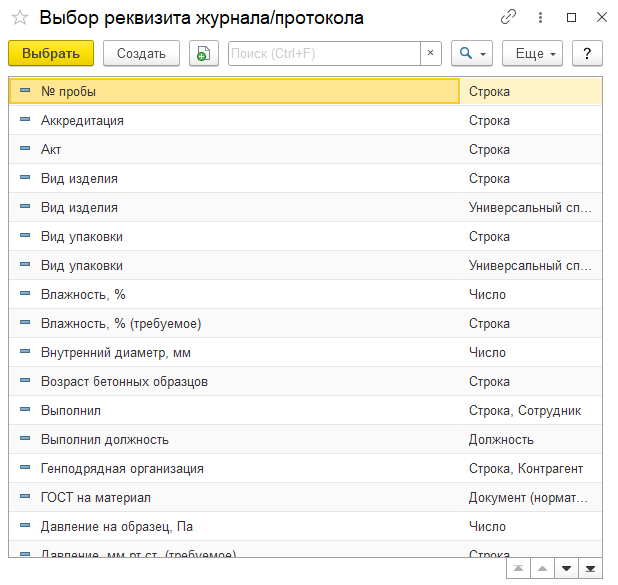 Выбор реквизита журнала/протокола
Выбрать Создать Поиск (Ctrl+F) × Еще ?
№ пробы Строка
Аккредитация Строка
Акт Строка
Вид изделия Строка
Вид изделия Универсальный сп...
Вид упаковки Строка
Вид упаковки Универсальный сп...
Влажность, % Число
Влажность, % (требуемое) Строка
Внутренний диаметр, мм Число
Возраст бетонных образцов Строка
Выполнил Строка, Сотрудник
Выполнил должность Должность
Генподрядная организация Строка, Контрагент
ГОСТ на материал Документ (нормат...
Давление на образец, Па Число
Давление, мм рт.ст. (требуемое) Строка